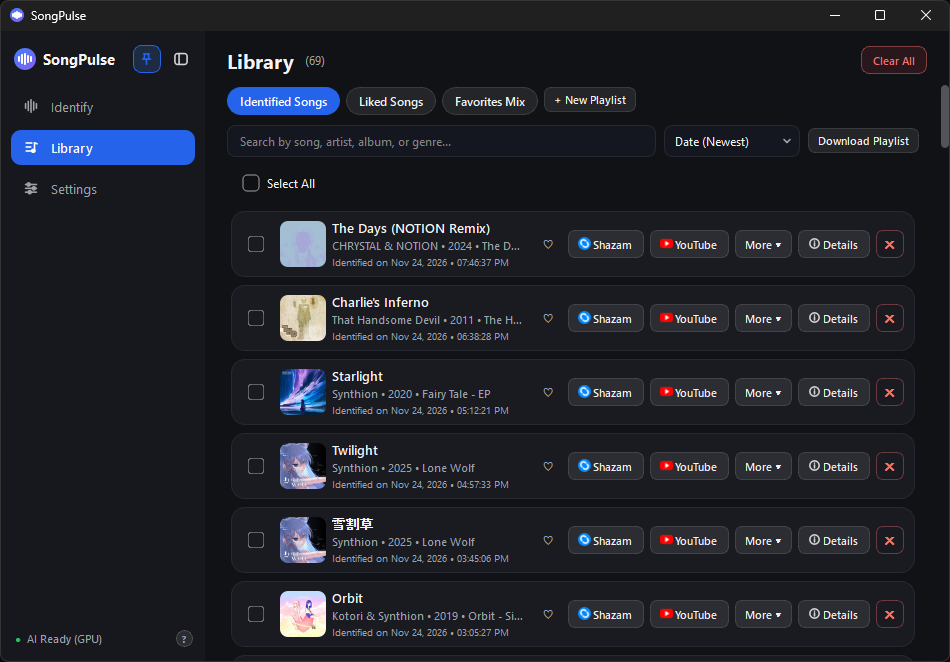 SongPulse
SongPulse
Identify
Library
Settings
AI Ready (GPU)
?
Library (69)
Clear All
Identified Songs
Liked Songs
Favorites Mix
+ New Playlist
Search by song, artist, album, or genre...
Date (Newest)
Download Playlist
Select All
The Days (NOTION Remix)
CHRYSTAL & NOTION • 2024 • The D...
Identified on Nov 24, 2026 • 07:46:37 PM
Shazam
YouTube
More ▾
Details
Charlie's Inferno
That Handsome Devil • 2011 • The H...
Identified on Nov 24, 2026 • 06:38:28 PM
Shazam
YouTube
More ▾
Details
Starlight
Synthion • 2020 • Fairy Tale - EP
Identified on Nov 24, 2026 • 05:12:21 PM
Shazam
YouTube
More ▾
Details
Twilight
Synthion • 2025 • Lone Wolf
Identified on Nov 24, 2026 • 04:57:33 PM
Shazam
YouTube
More ▾
Details
雪割草
Synthion • 2025 • Lone Wolf
Identified on Nov 24, 2026 • 03:45:06 PM
Shazam
YouTube
More ▾
Details
Orbit
Kotori & Synthion • 2019 • Orbit - Si...
Identified on Nov 24, 2026 • 03:05:27 PM
Shazam
YouTube
More ▾
Details